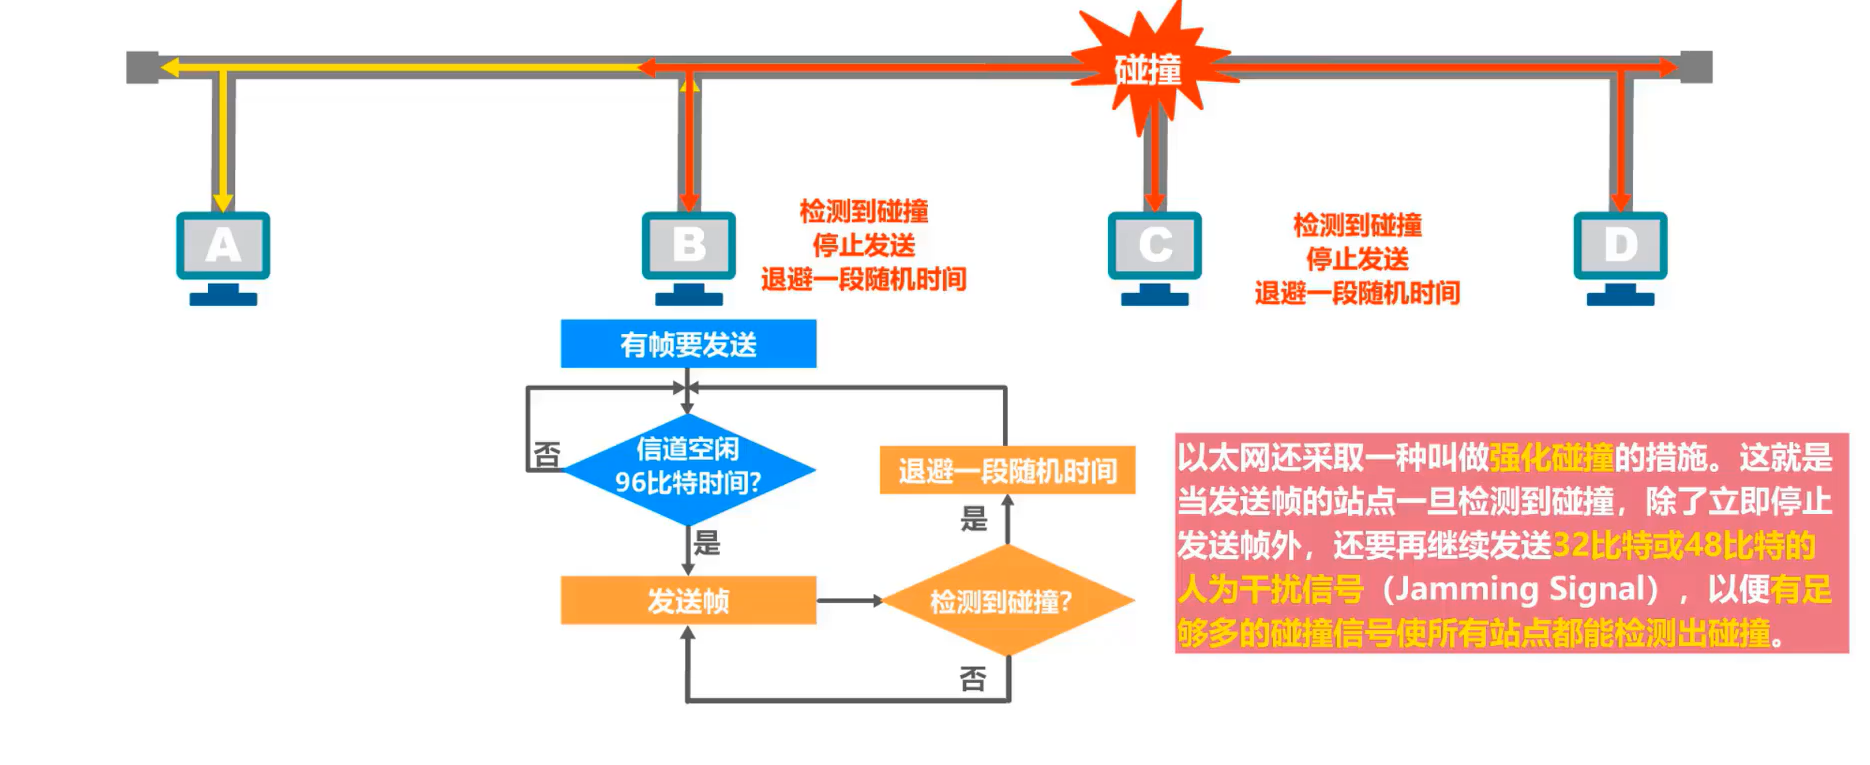 碰撞
A
B
C
D
检测到碰撞
停止发送
退避一段随机时间
检测到碰撞
停止发送
退避一段随机时间
有帧要发送
信道空闲
96比特时间?
否
是
发送帧
检测到碰撞?
是
退避一段随机时间
否
以太网还采取一种叫做强化碰撞的措施。这就是
当发送帧的站点一旦检测到碰撞，除了立即停止
发送帧外，还要再继续发送32比特或48比特的
人为干扰信号（Jamming Signal），以便有足
够多的碰撞信号使所有站点都能检测出碰撞。